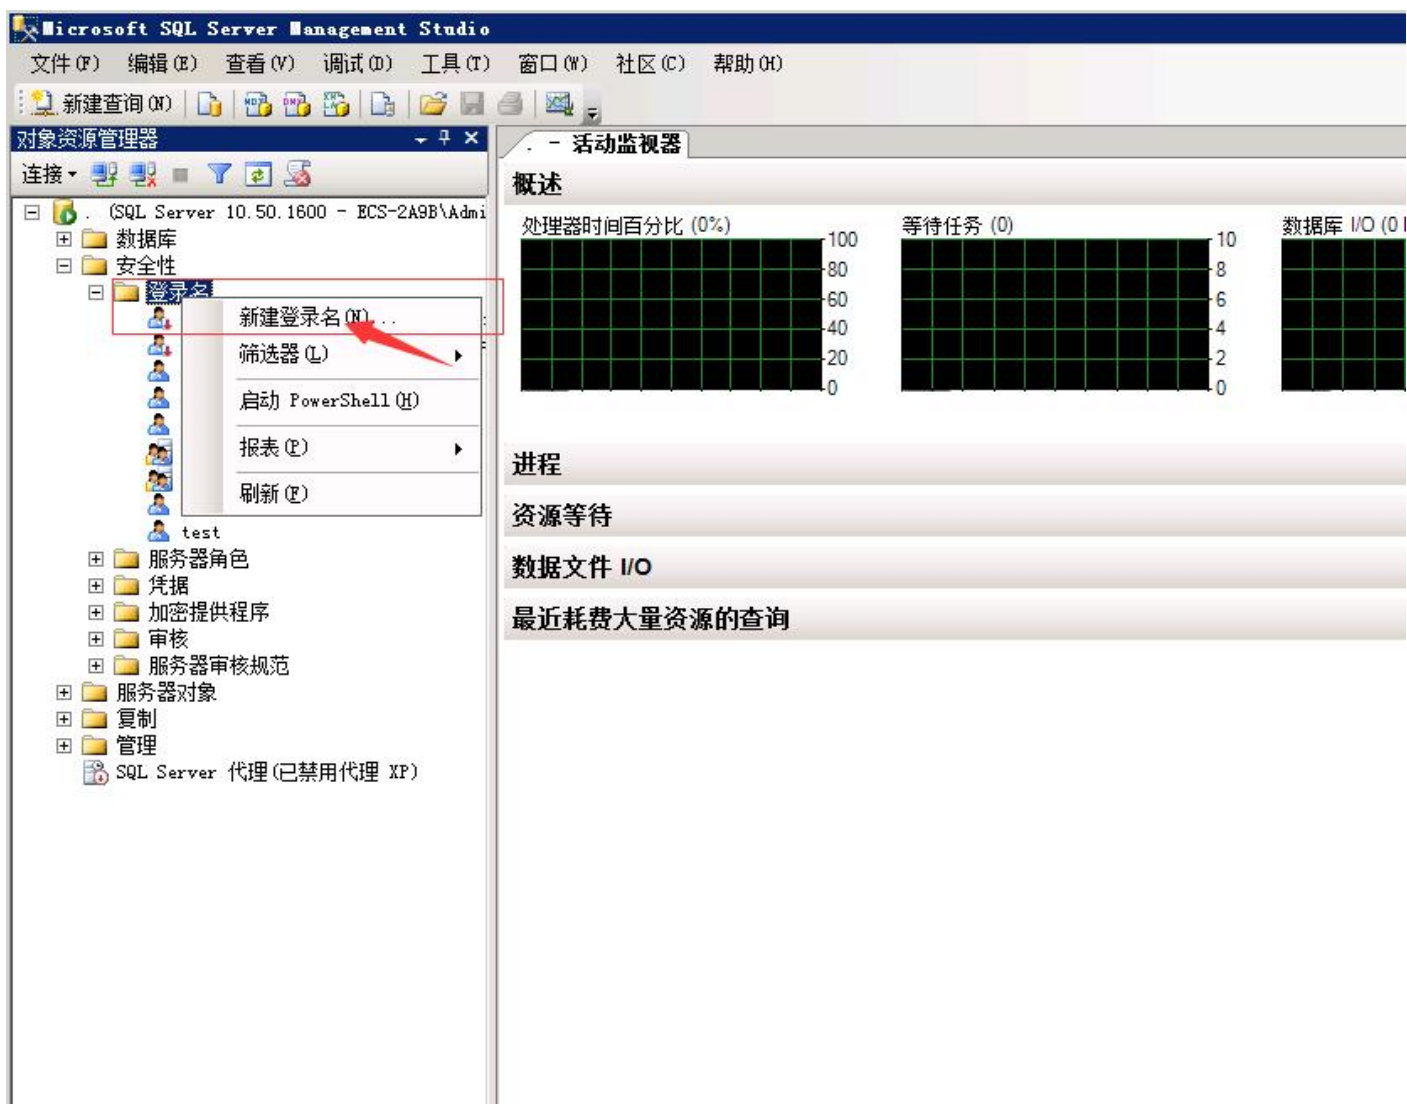 Microsoft SQL Server Management Studio
文件(F) 编辑(E) 查看(V) 调试(D) 工具(T) 窗口(W) 社区(C) 帮助(H)
新建查询(N)
对象资源管理器
连接
. (SQL Server 10.50.1600 - ECS-2A9B\Admi
数据库
安全性
登录名
新建登录名(N)...
筛选器(L)
启动 PowerShell(H)
报表(P)
刷新(F)
test
服务器角色
凭据
加密提供程序
审核
服务器审核规范
服务器对象
复制
管理
SQL Server 代理(已禁用代理 XP)
. - 活动监视器
概述
处理器时间百分比 (0%)
100
80
60
40
20
0
等待任务 (0)
10
8
6
4
2
0
数据库 I/O (0
进程
资源等待
数据文件 I/O
最近耗费大量资源的查询